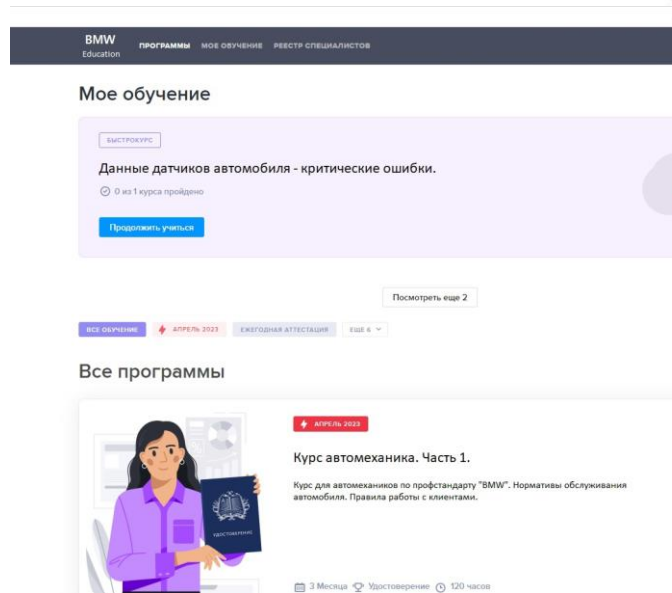 BMW
Education
ПРОГРАММЫ МОЕ ОБУЧЕНИЕ РЕЕСТР СПЕЦИАЛИСТОВ
Мое обучение
БЫСТРОКУРС
Данные датчиков автомобиля - критические ошибки.
0 из 1 курса пройдено
Продолжить учиться
Посмотреть еще 2
ВСЕ ОБУЧЕНИЕ АПРЕЛЬ 2023 ЕЖЕГОДНАЯ АТТЕСТАЦИЯ ЕЩЕ 6
Все программы
АПРЕЛЬ 2023
Курс автомеханика. Часть 1.
Курс для автомехаников по профстандарту "BMW". Нормативы обслуживания
автомобиля. Правила работы с клиентами.
УДОСТОВЕРЕНИЕ
3 Месяца Удостоверение 120 часов